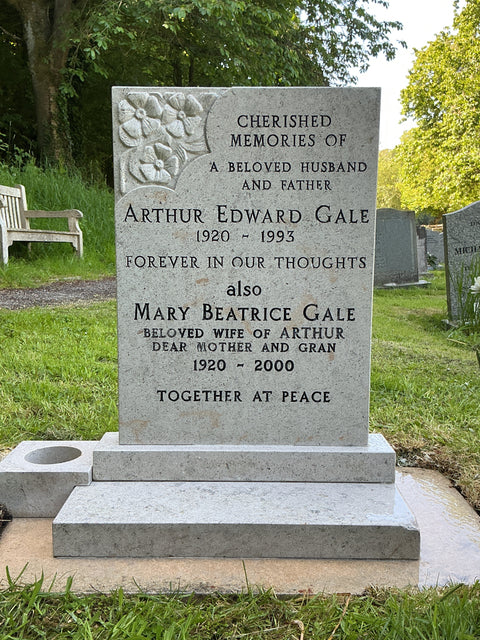 CHERISHED
MEMORIES OF
A BELOVED HUSBAND
AND FATHER
ARTHUR EDWARD GALE
1920 - 1993
FOREVER IN OUR THOUGHTS
also
MARY BEATRICE GALE
BELOVED WIFE OF ARTHUR
DEAR MOTHER AND GRAN
1920 - 2000
TOGETHER AT PEACE